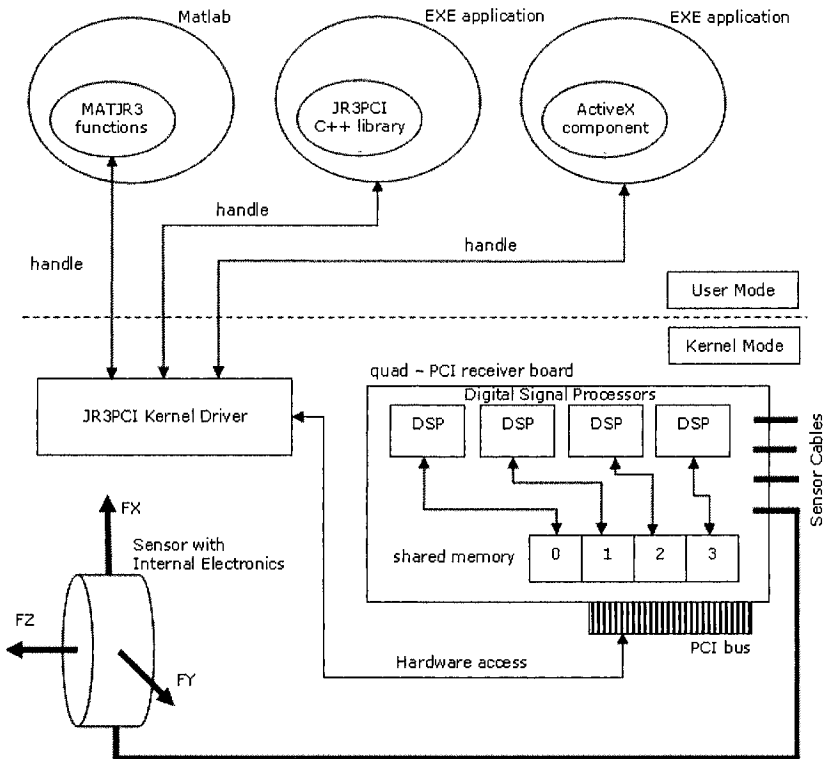 Matlab
EXE application
EXE application
MATJR3
functions
JR3PCI
C++ library
ActiveX
component
handle
handle
handle
User Mode
Kernel Mode
quad – PCI receiver board
Digital Signal Processors
JR3PCI Kernel Driver
DSP
DSP
DSP
DSP
Sensor Cables
FX
Sensor with
Internal Electronics
shared memory
0
1
2
3
FZ
FY
Hardware access
PCI bus